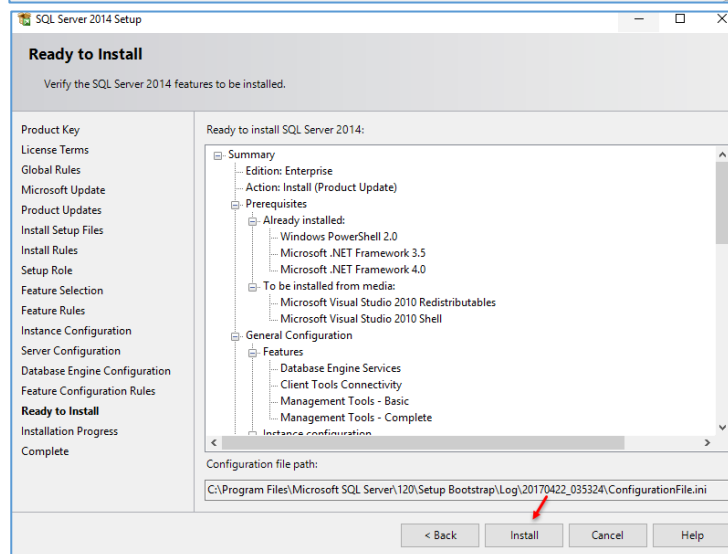 SQL Server 2014 Setup
Ready to Install
Verify the SQL Server 2014 features to be installed.
Product Key
License Terms
Global Rules
Microsoft Update
Product Updates
Install Setup Files
Install Rules
Setup Role
Feature Selection
Feature Rules
Instance Configuration
Server Configuration
Database Engine Configuration
Feature Configuration Rules
Ready to Install
Installation Progress
Complete
Ready to install SQL Server 2014:
Summary
Edition: Enterprise
Action: Install (Product Update)
Prerequisites
Already installed:
Windows PowerShell 2.0
Microsoft .NET Framework 3.5
Microsoft .NET Framework 4.0
To be installed from media:
Microsoft Visual Studio 2010 Redistributables
Microsoft Visual Studio 2010 Shell
General Configuration
Features
Database Engine Services
Client Tools Connectivity
Management Tools - Basic
Management Tools - Complete
Instance configuration
Configuration file path:
C:\Program Files\Microsoft SQL Server\120\Setup Bootstrap\Log\20170422_035324\ConfigurationFile.ini
< Back
Install
Cancel
Help